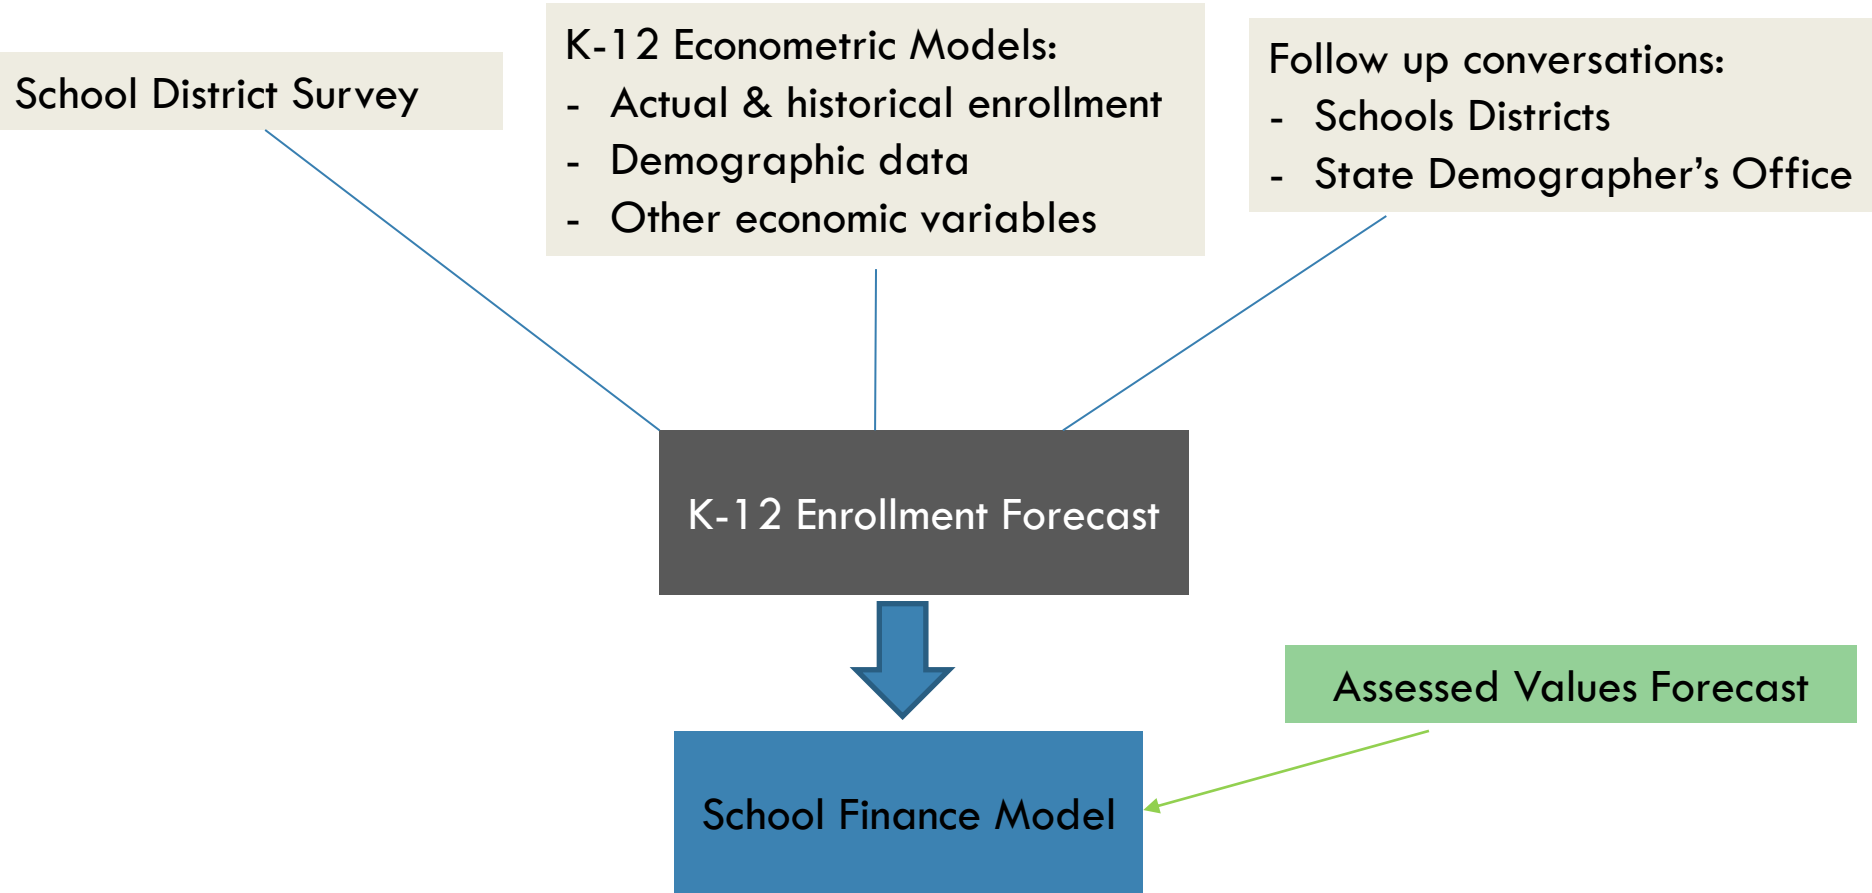 School District Survey
K-12 Econometric Models:
- Actual & historical enrollment
- Demographic data
- Other economic variables
Follow up conversations:
- Schools Districts
- State Demographer’s Office
K-12 Enrollment Forecast
Assessed Values Forecast
School Finance Model